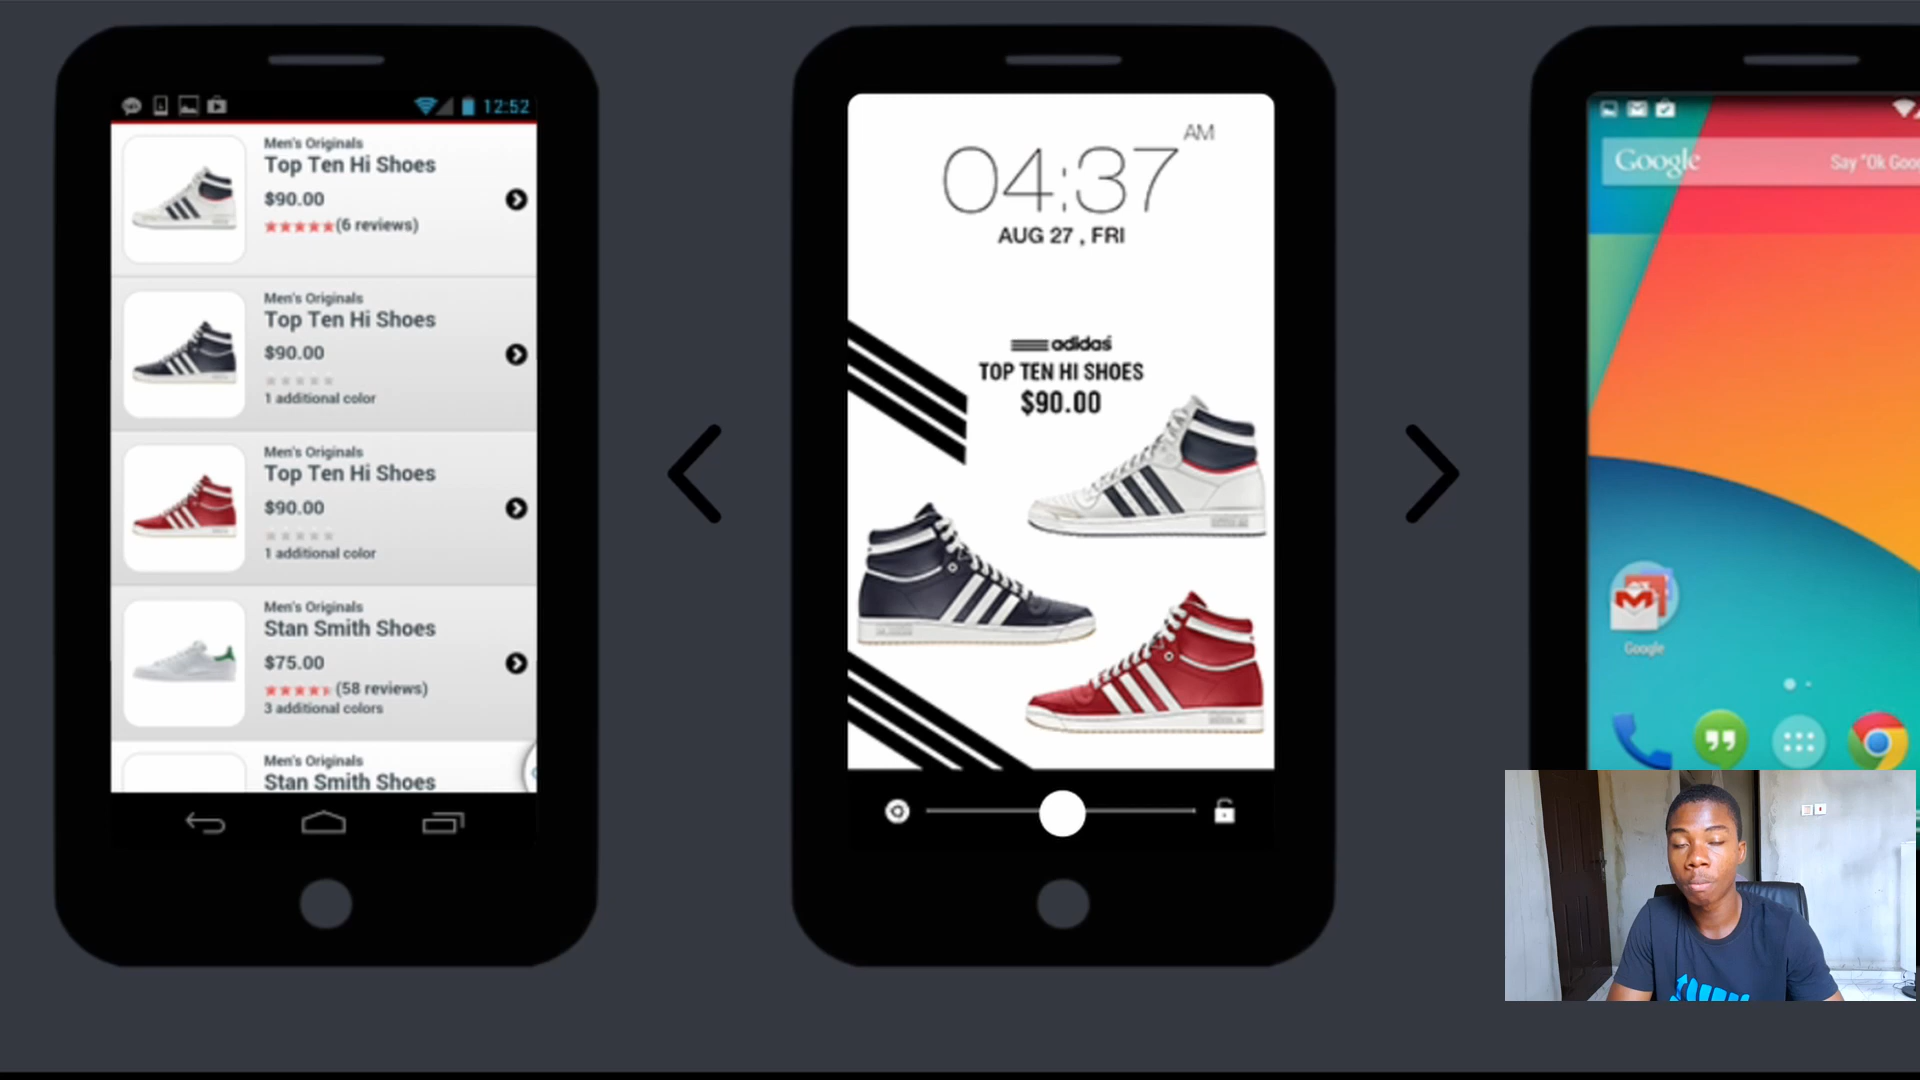 12:52
Men's Originals
Top Ten Hi Shoes
$90.00
(6 reviews)
Men's Originals
Top Ten Hi Shoes
$90.00
1 additional color
Men's Originals
Top Ten Hi Shoes
$90.00
1 additional color
Men's Originals
Stan Smith Shoes
$75.00
(58 reviews)
3 additional colors
Men's Originals
Stan Smith Shoes
AM
04:37
AUG 27 , FRI
adidas
TOP TEN HI SHOES
$90.00
Google
Say "Ok Goo
Google